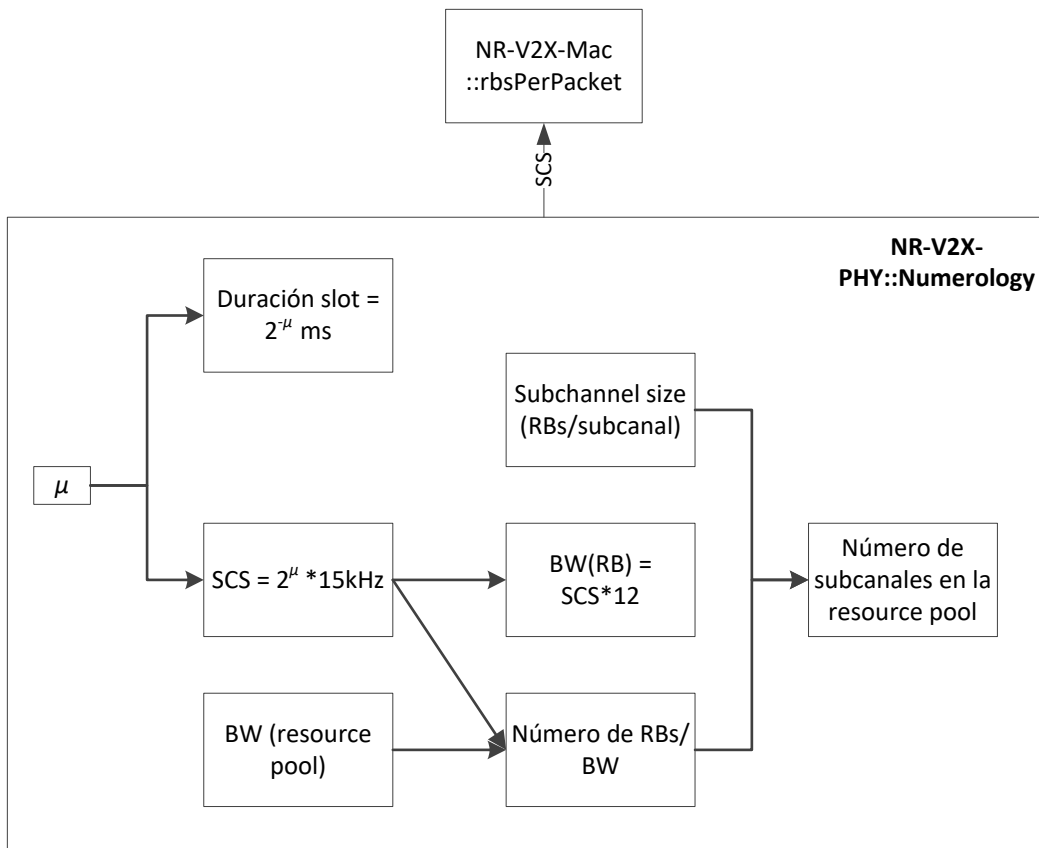 NR-V2X-Mac
::rbsPerPacket
SCS
NR-V2X-
PHY::Numerology
Duración slot =
2^-μ ms
Subchannel size
(RBs/subcanal)
μ
SCS = 2^μ *15kHz
BW(RB) =
SCS*12
Número de
subcanales en la
resource pool
BW (resource
pool)
Número de RBs/
BW